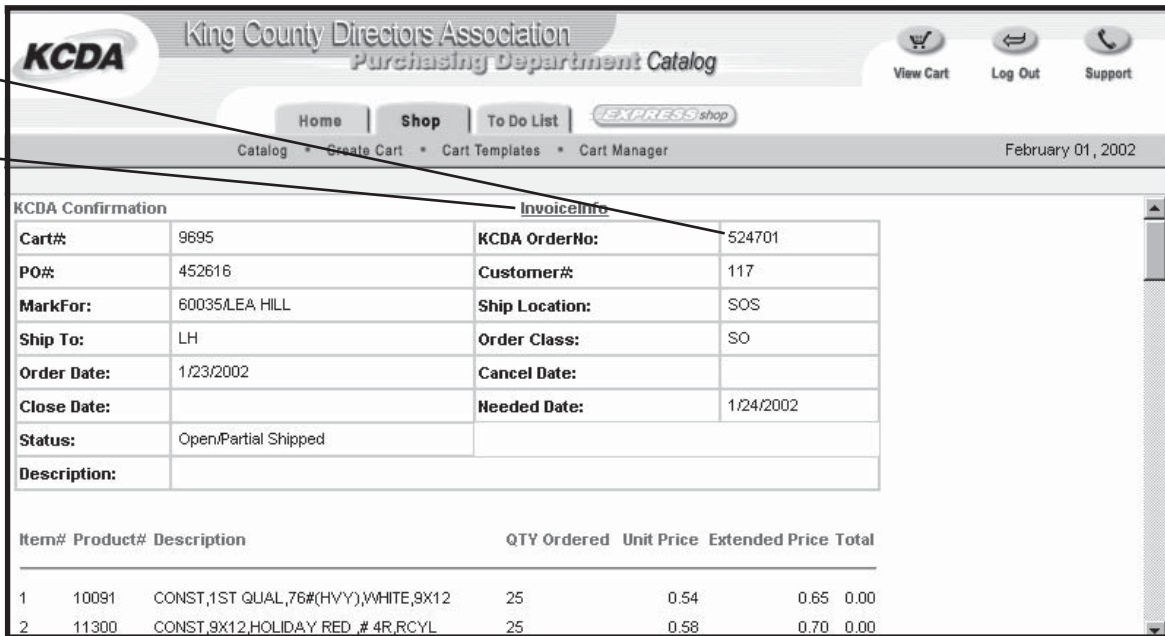 KCDA
King County Directors Association
Purchasing Department Catalog
View Cart
Log Out
Support
Home
Shop
To Do List
EXPRESS shop
Catalog • Create Cart • Cart Templates • Cart Manager
February 01, 2002
KCDA Confirmation
InvoiceInfo
Cart#: 9695 KCDA OrderNo: 524701
PO#: 452616 Customer#: 117
MarkFor: 60035/LEA HILL Ship Location: SOS
Ship To: LH Order Class: SO
Order Date: 1/23/2002 Cancel Date:
Close Date: Needed Date: 1/24/2002
Status: Open/Partial Shipped
Description:
Item# Product# Description QTY Ordered Unit Price Extended Price Total
1 10091 CONST,1ST QUAL,76#(HVY),WHITE,9X12 25 0.54 0.65 0.00
2 11300 CONST,9X12,HOLIDAY RED ,# 4R,RCYL 25 0.58 0.70 0.00